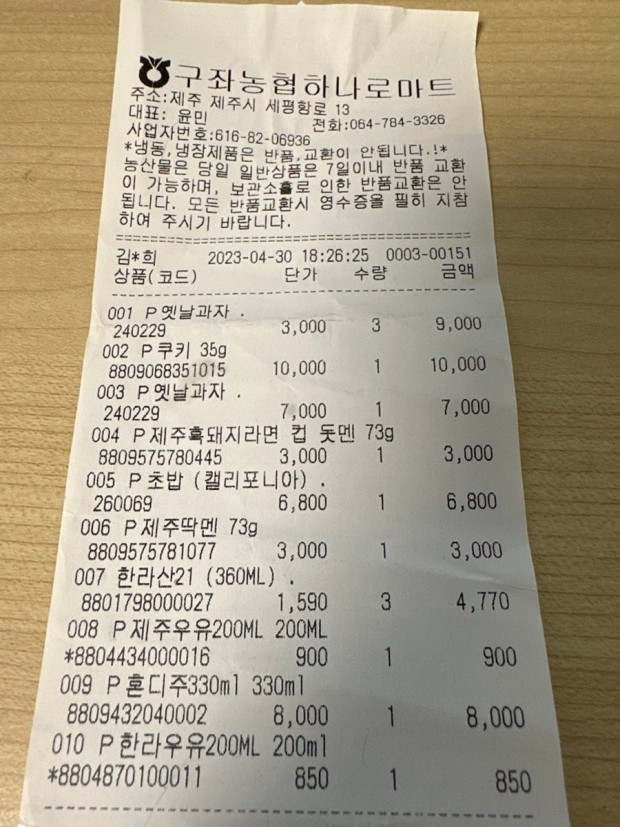 구좌농협하나로마트
주소:제주 제주시 세평항로 13
대표: 윤민 전화:064-784-3326
사업자번호:616-82-06936
*냉동,냉장제품은 반품,교환이 안됩니다.!*
농산물은 당일 일반상품은 7일이내 반품 교환
이 가능하며, 보관소홀로 인한 반품교환은 안
됩니다. 모든 반품교환시 영수증을 필히 지참
하여 주시기 바랍니다.
김*희 2023-04-30 18:26:25 0003-00151
상품(코드) 단가 수량 금액
001 P옛날과자 .
240229 3,000 3 9,000
002 P쿠키 35g
8809068351015 10,000 1 10,000
003 P옛날과자 .
240229 7,000 1 7,000
004 P제주흑돼지라면 컵 돗멘 73g
8809575780445 3,000 1 3,000
005 P초밥 (캘리포니아) .
260069 6,800 1 6,800
006 P제주딱멘 73g
8809575781077 3,000 1 3,000
007 한라산21 (360ML) .
8801798000027 1,590 3 4,770
008 P제주우유200ML 200ML
*8804434000016 900 1 900
009 P혼디주330ml 330ml
8809432040002 8,000 1 8,000
010 P한라우유200ML 200ml
*8804870100011 850 1 850